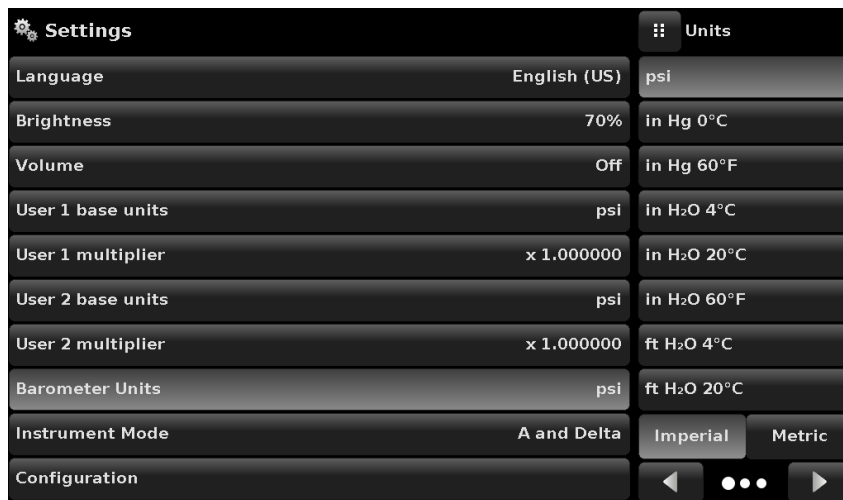 Settings
Language English (US)
Brightness 70%
Volume Off
User 1 base units psi
User 1 multiplier x 1.000000
User 2 base units psi
User 2 multiplier x 1.000000
Barometer Units psi
Instrument Mode A and Delta
Configuration
Units
psi
in Hg 0°C
in Hg 60°F
in H₂O 4°C
in H₂O 20°C
in H₂O 60°F
ft H₂O 4°C
ft H₂O 20°C
Imperial Metric